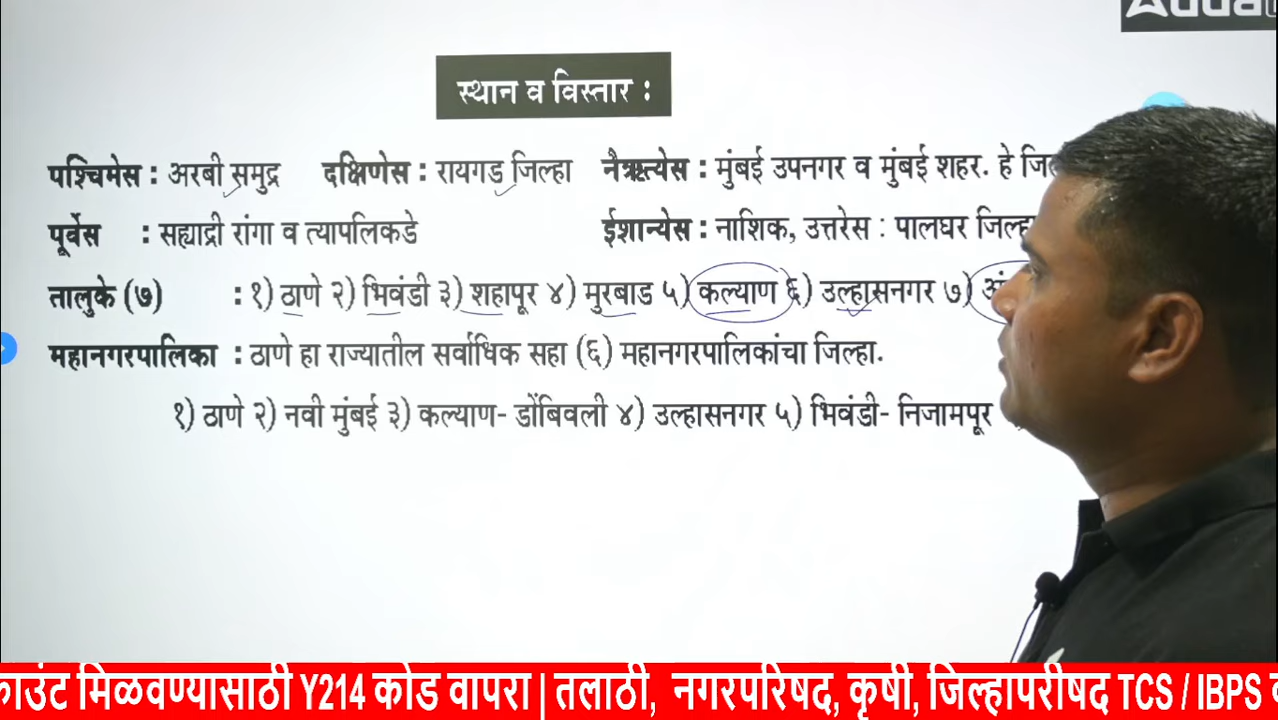 स्थान व विस्तार :
पश्चिमेस : अरबी समुद्र दक्षिणेस : रायगड जिल्हा नैऋत्येस : मुंबई उपनगर व मुंबई शहर. हे
पूर्वेस : सह्याद्री रांगा व त्यापलिकडे ईशान्येस : नाशिक, उत्तरेस : पालघर
तालुके (७) : १) ठाणे २) भिवंडी ३) शहापूर ४) मुरबाड ५) कल्याण ६) उल्हासनगर ७)
महानगरपालिका : ठाणे हा राज्यातील सर्वाधिक सहा (६) महानगरपालिकांचा जिल्हा.
१) ठाणे २) नवी मुंबई ३) कल्याण- डोंबिवली ४) उल्हासनगर ५) भिवंडी- निजामपूर
मिळवण्यासाठी Y214 कोड वापरा | तलाठी, नगरपरिषद, कृषी, जिल्हापरीषद TCS / IBPS